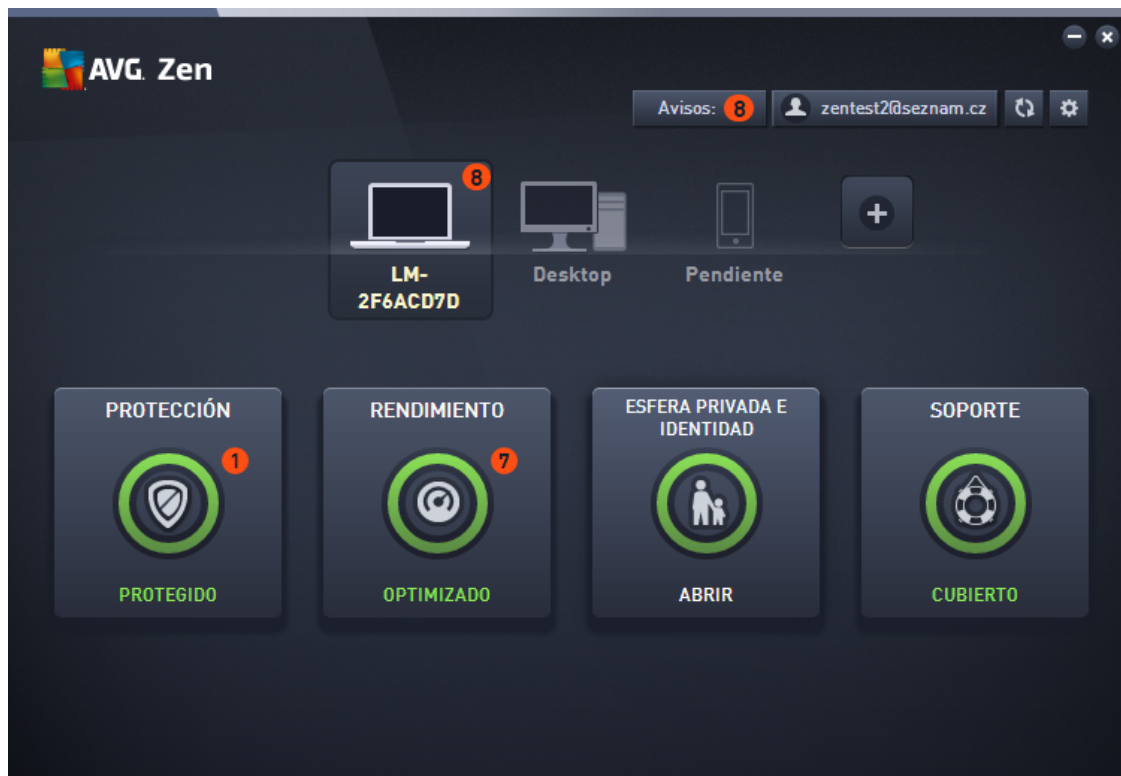 AVG. Zen
Avisos: 8
zentest2@seznam.cz
8
LM-
2F6ACD7D
Desktop
Pendiente
PROTECCIÓN
1
PROTEGIDO
RENDIMIENTO
7
OPTIMIZADO
ESFERA PRIVADA E
IDENTIDAD
ABRIR
SOPORTE
CUBIERTO